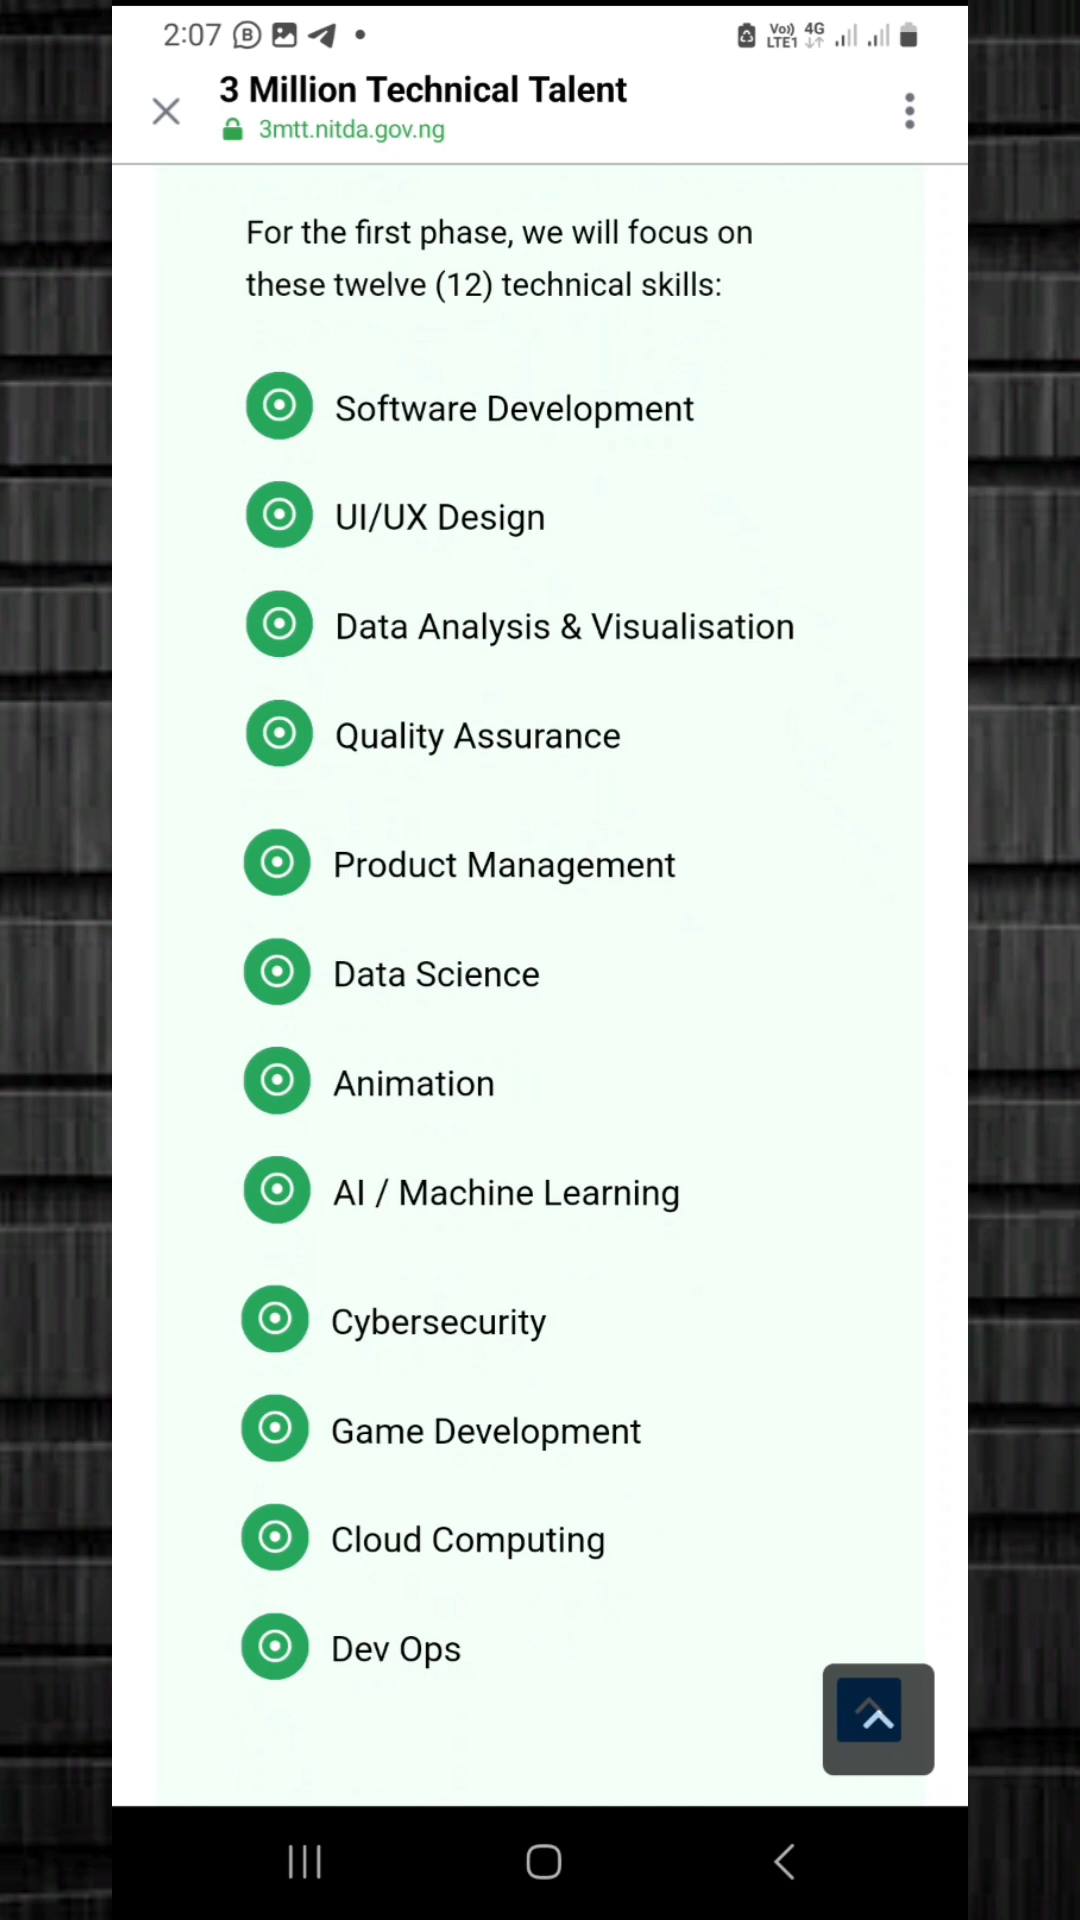 2:07
Vo)) 4G
LTE1
3 Million Technical Talent
3mtt.nitda.gov.ng
For the first phase, we will focus on
these twelve (12) technical skills:
Software Development
UI/UX Design
Data Analysis & Visualisation
Quality Assurance
Product Management
Data Science
Animation
AI / Machine Learning
Cybersecurity
Game Development
Cloud Computing
Dev Ops